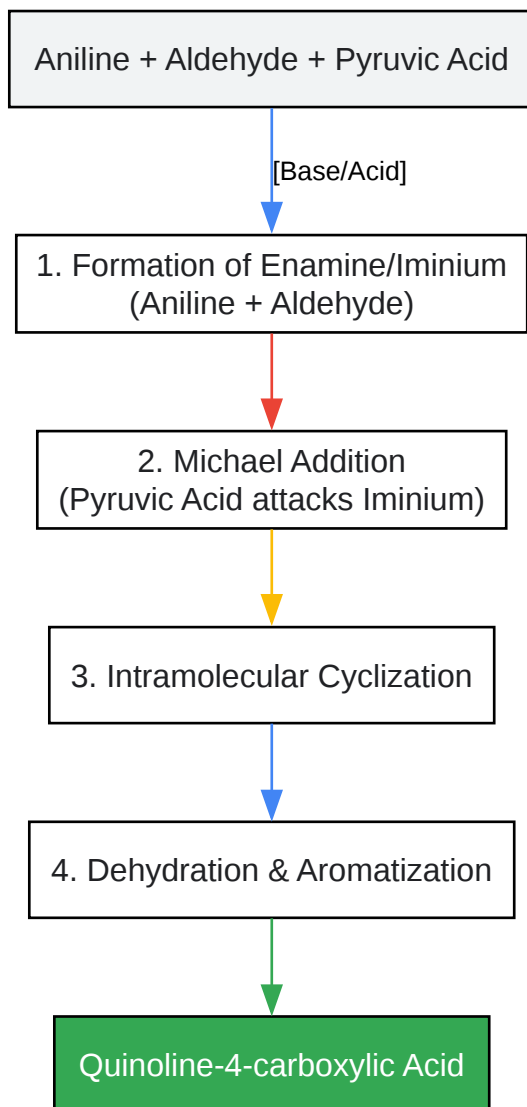 Aniline + Aldehyde + Pyruvic Acid
[Base/Acid]
1. Formation of Enamine/Iminium
(Aniline + Aldehyde)
2. Michael Addition
(Pyruvic Acid attacks Iminium)
3. Intramolecular Cyclization
4. Dehydration & Aromatization
Quinoline-4-carboxylic Acid